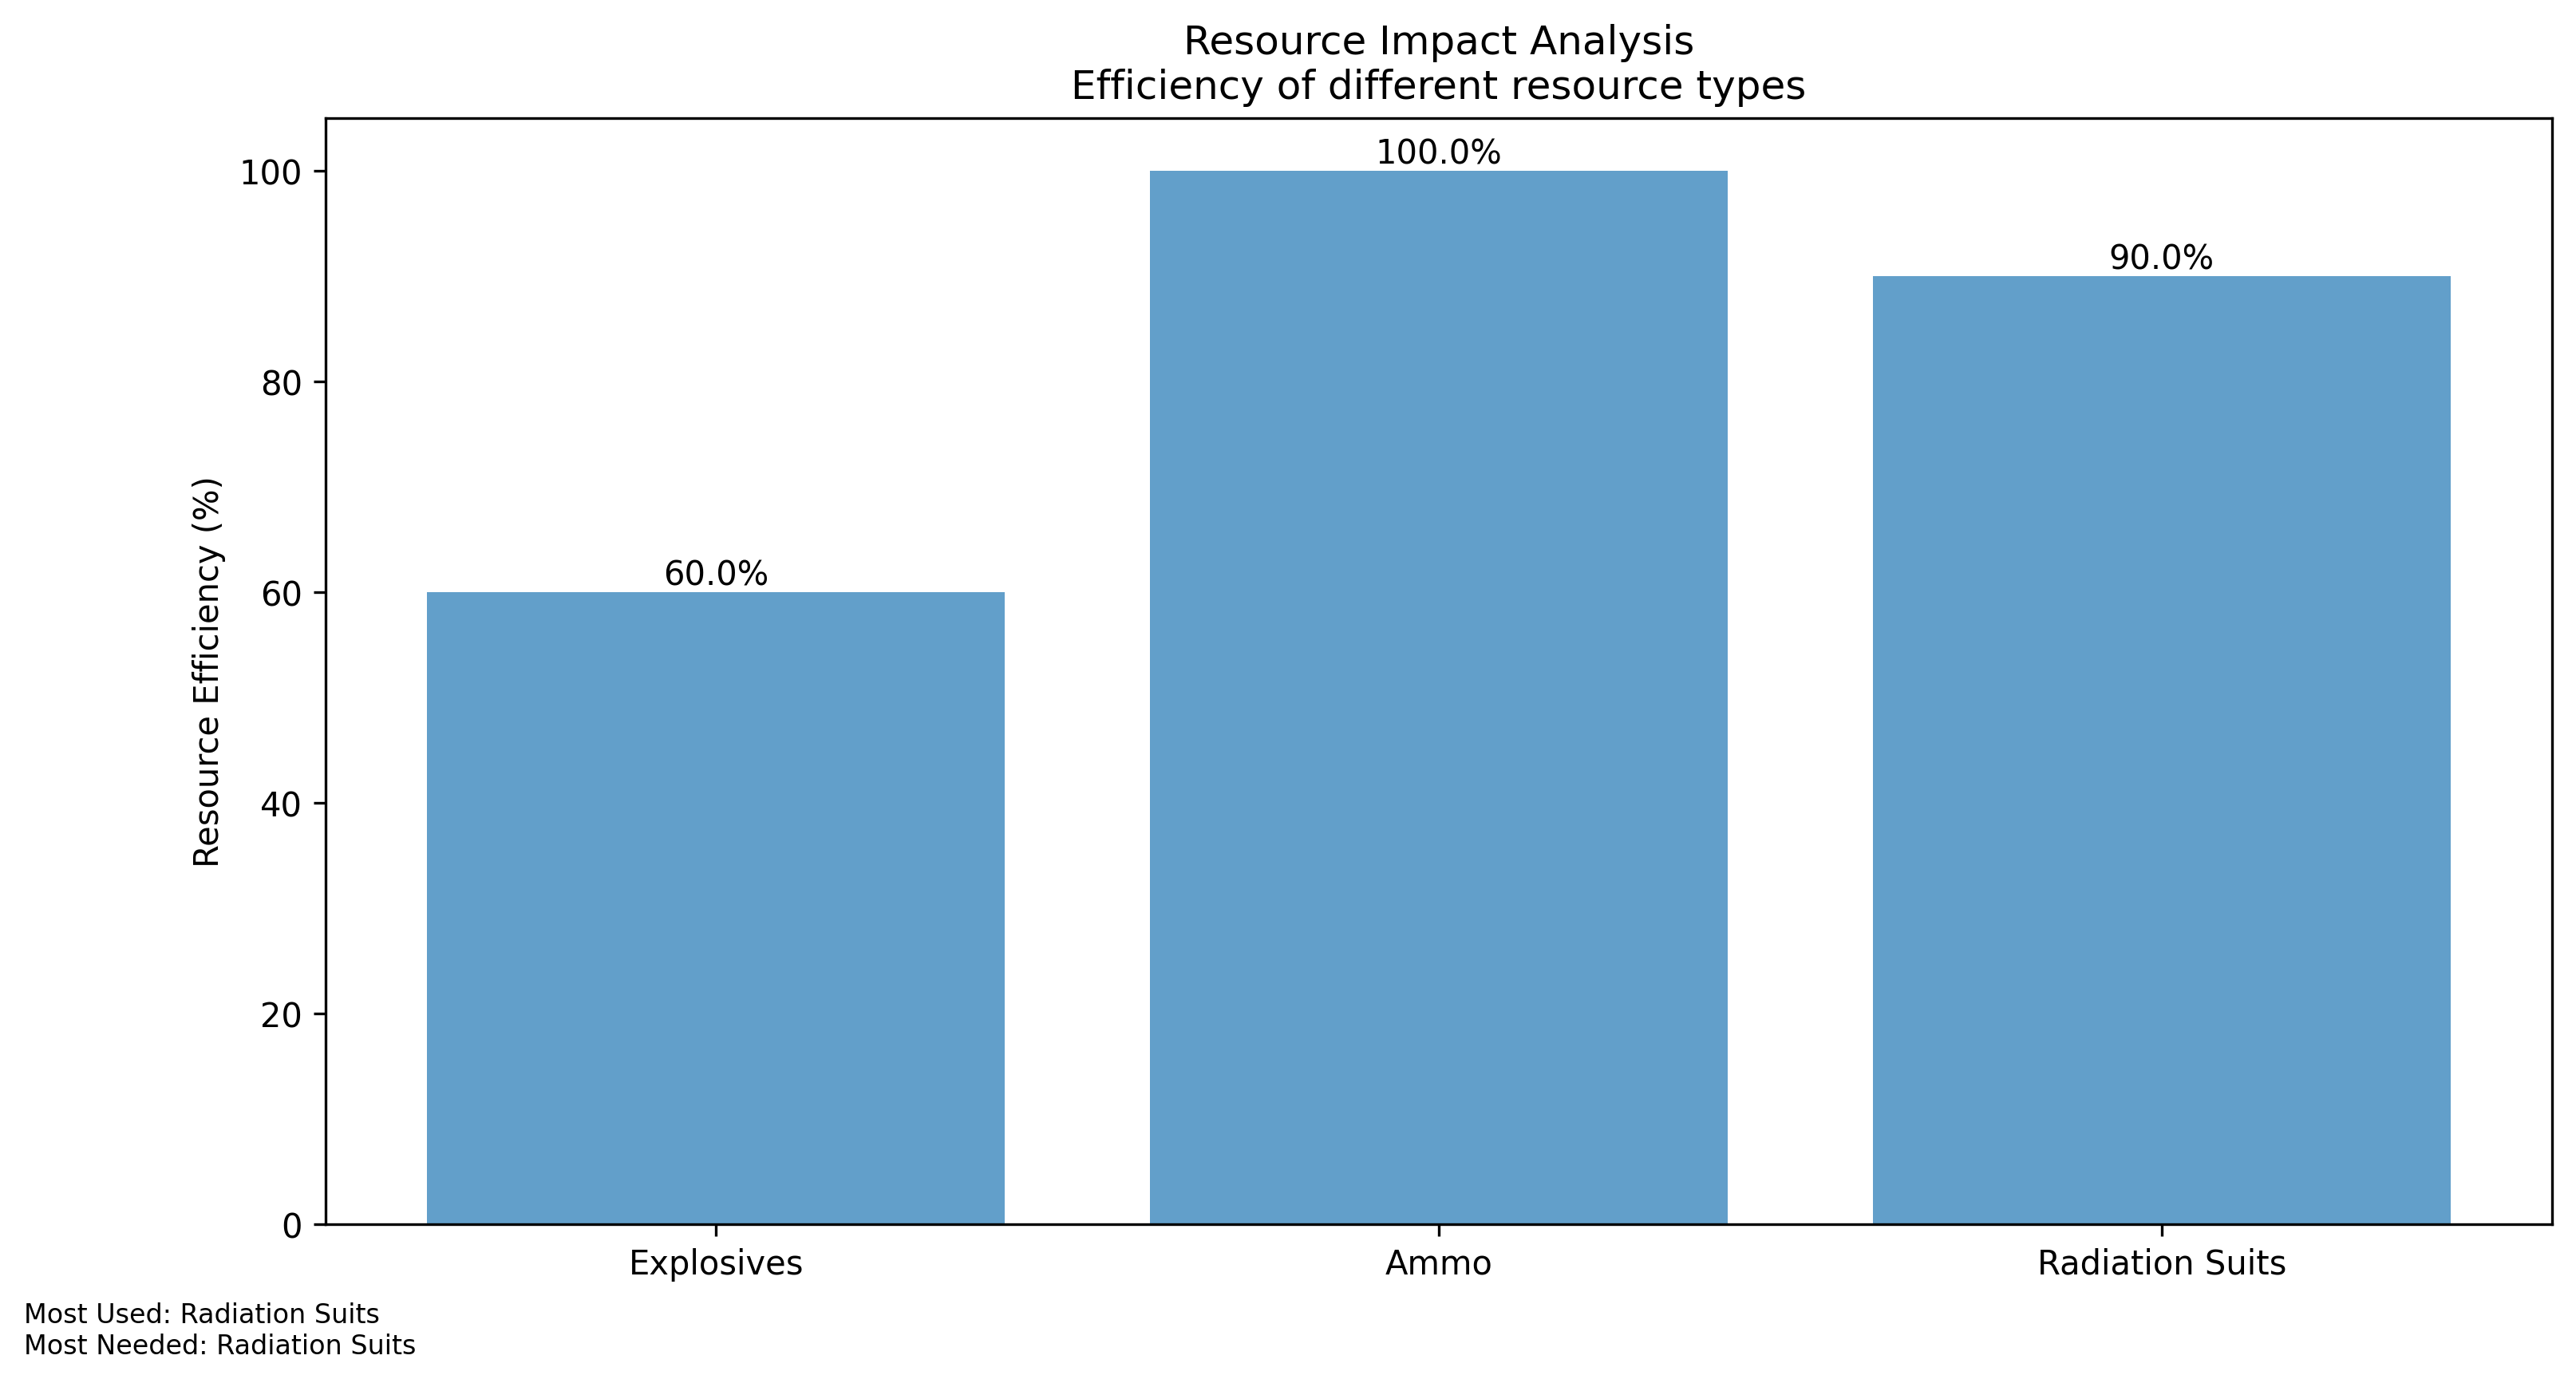 Resource Impact Analysis
Efficiency of different resource types
100.0%
90.0%
60.0%
Resource Efficiency (%)
100
80
60
40
20
0
Explosives
Ammo
Radiation Suits
Most Used: Radiation Suits
Most Needed: Radiation Suits